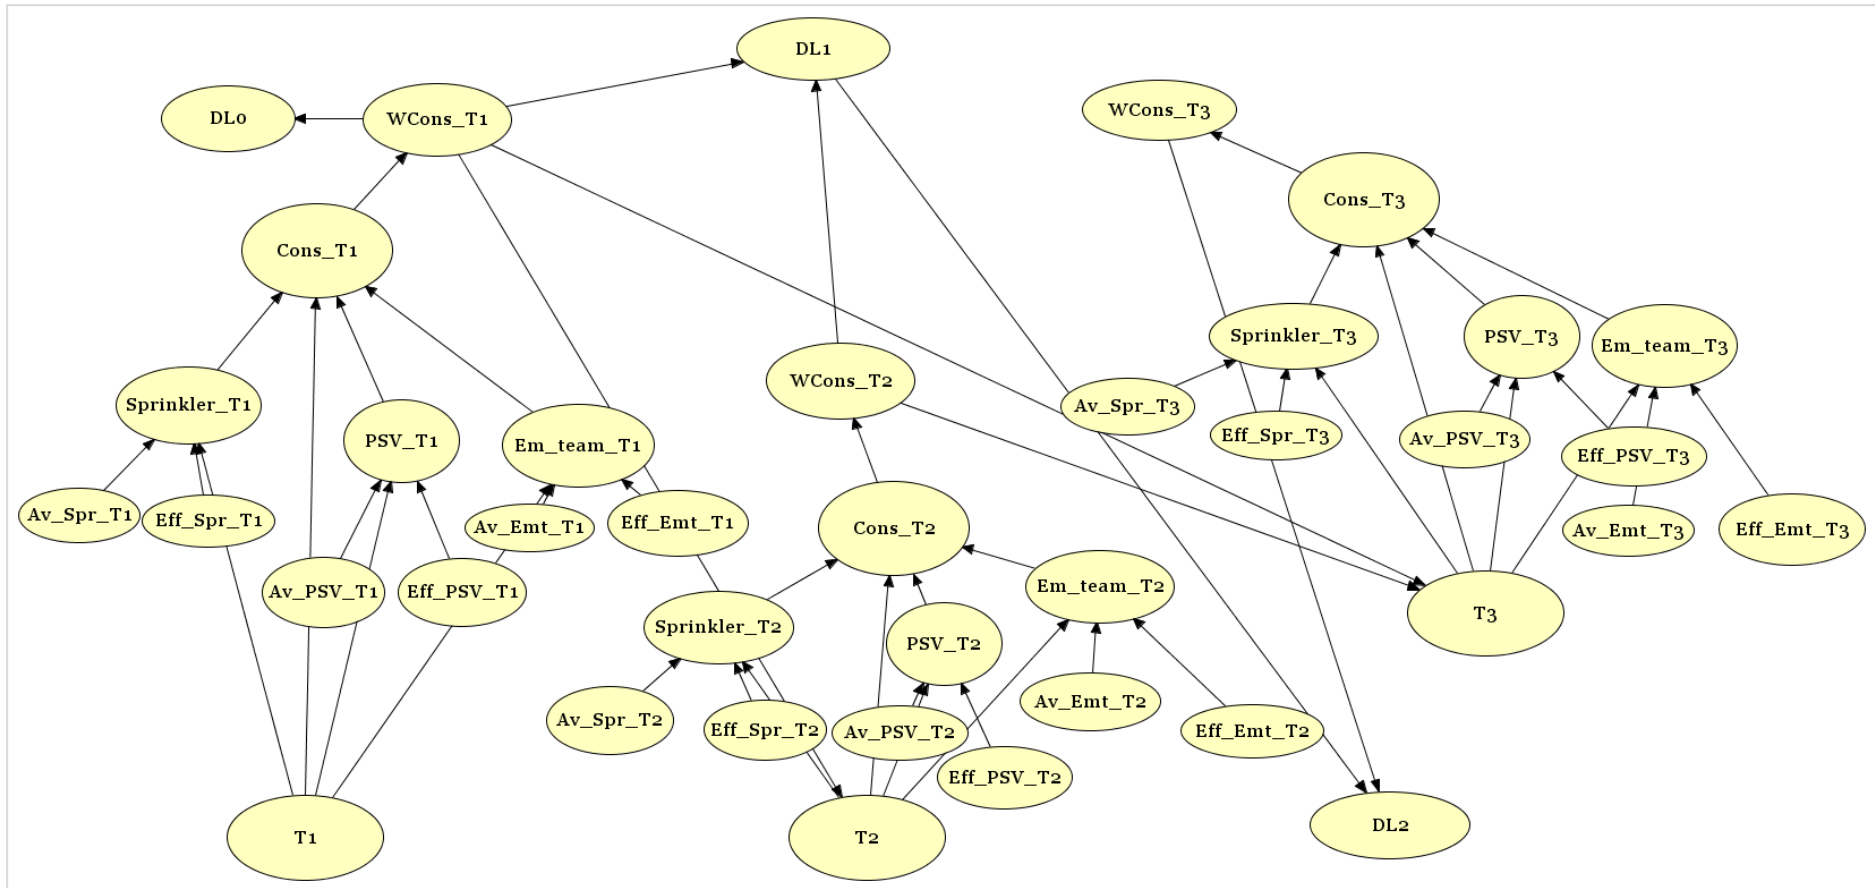 DL1
DL0
WCons_T1
WCons_T3
Cons_T3
Cons_T1
Sprinkler_T3
PSV_T3
Em_team_T3
WCons_T2
Sprinkler_T1
Av_Spr_T3
PSV_T1
Em_team_T1
Eff_Spr_T3
Av_PSV_T3
Eff_PSV_T3
Av_Spr_T1
Eff_Spr_T1
Av_Emt_T1
Eff_Emt_T1
Cons_T2
Av_Emt_T3
Eff_Emt_T3
Av_PSV_T1
Eff_PSV_T1
Em_team_T2
T3
Sprinkler_T2
PSV_T2
Av_Emt_T2
Av_Spr_T2
Eff_Spr_T2
Av_PSV_T2
Eff_Emt_T2
Eff_PSV_T2
T1
T2
DL2